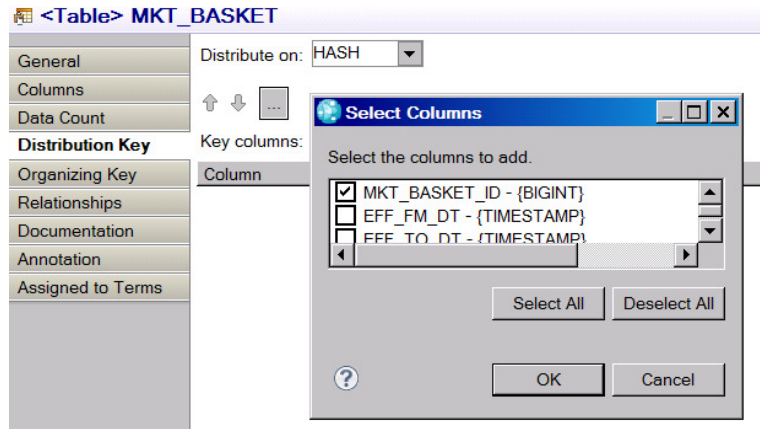 <Table> MKT_BASKET
General
Columns
Data Count
Distribution Key
Organizing Key
Relationships
Documentation
Annotation
Assigned to Terms
Distribute on: HASH
...
Key columns:
Column
Select Columns
Select the columns to add.
MKT_BASKET_ID - {BIGINT}
EFF_FM_DT - {TIMESTAMP}
EFF_TO_DT - {TIMESTAMP}
Select All Deselect All
? OK Cancel